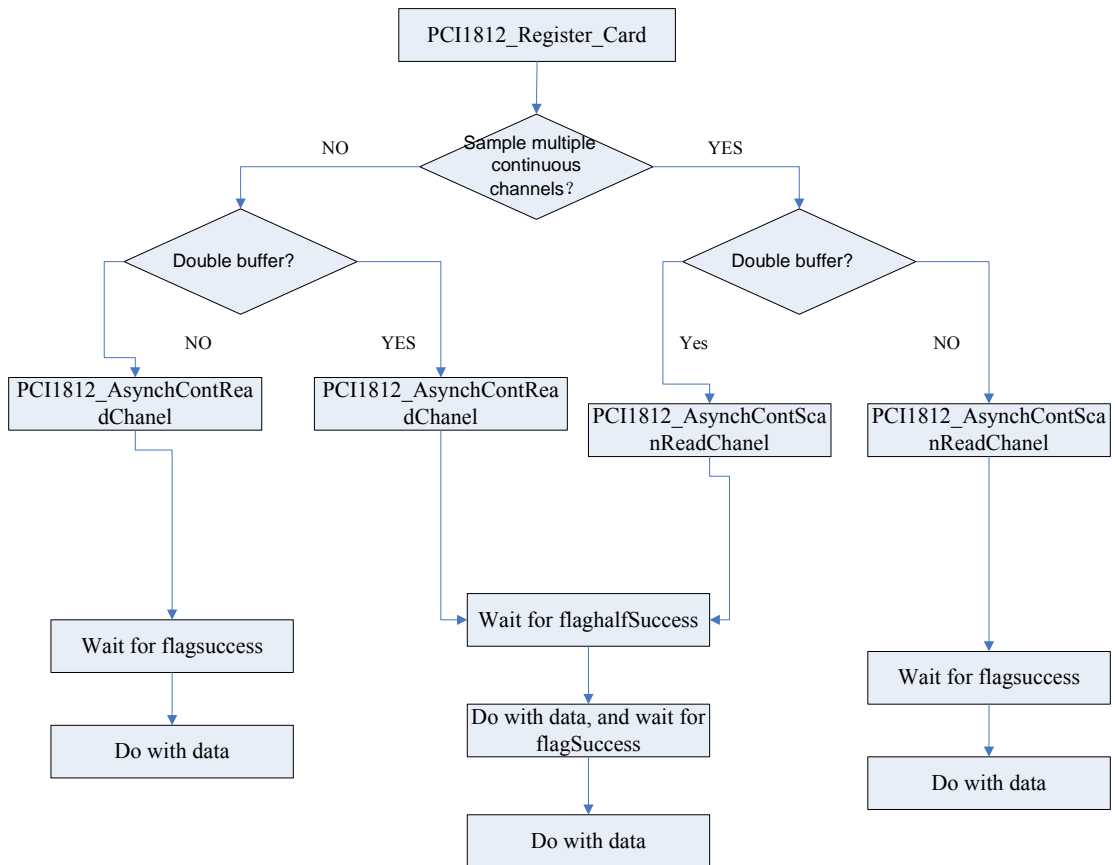 PCI1812_Register_Card
Sample multiple
continuous
channels？
NO
YES
Double buffer?
Double buffer?
NO
YES
Yes
NO
PCI1812_AsynchContRea
dChanel
PCI1812_AsynchContRea
dChanel
PCI1812_AsynchContSca
nReadChanel
PCI1812_AsynchContSca
nReadChanel
Wait for flaghalfSuccess
Wait for flagsuccess
Wait for flagsuccess
Do with data, and wait for
flagSuccess
Do with data
Do with data
Do with data